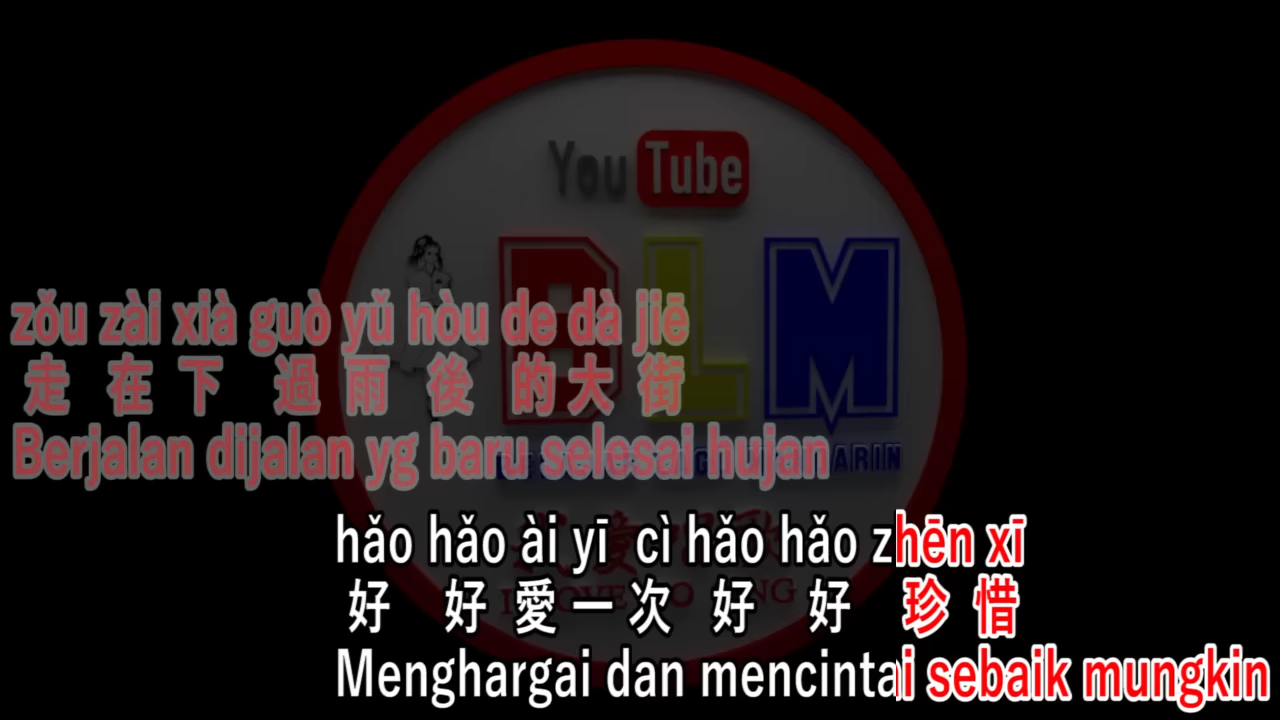 YouTube
BLM
zǒu zài xià guò yǔ hòu de dà jiē
走 在 下 過 雨 後 的 大 街
Berjalan dijalan yg baru selesai hujan
hǎo hǎo ài yī cì hǎo hǎo zhēn xī
好 好 愛 一 次 好 好 珍 惜
Menghargai dan mencintai sebaik mungkin